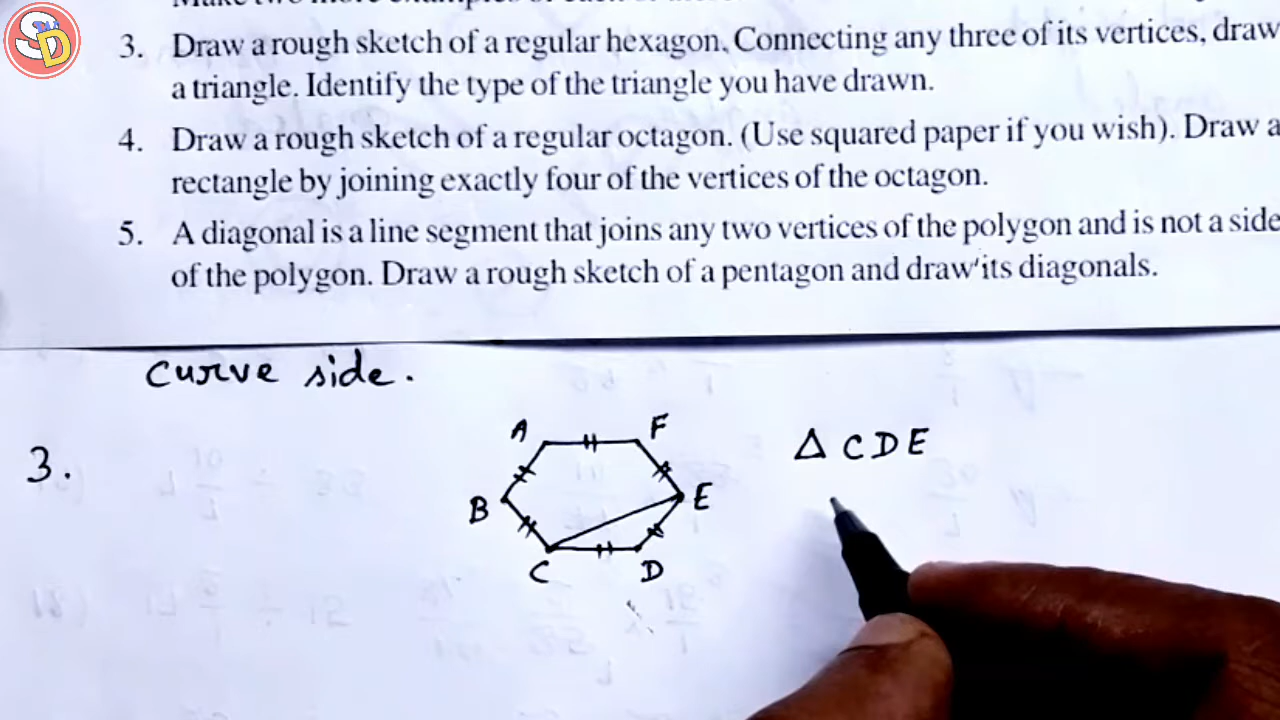 SD
3. Draw a rough sketch of a regular hexagon. Connecting any three of its vertices, draw
a triangle. Identify the type of the triangle you have drawn.
4. Draw a rough sketch of a regular octagon. (Use squared paper if you wish). Draw a
rectangle by joining exactly four of the vertices of the octagon.
5. A diagonal is a line segment that joins any two vertices of the polygon and is not a side
of the polygon. Draw a rough sketch of a pentagon and draw its diagonals.
curve side.
3.
A F
B E
C D
Δ CDE